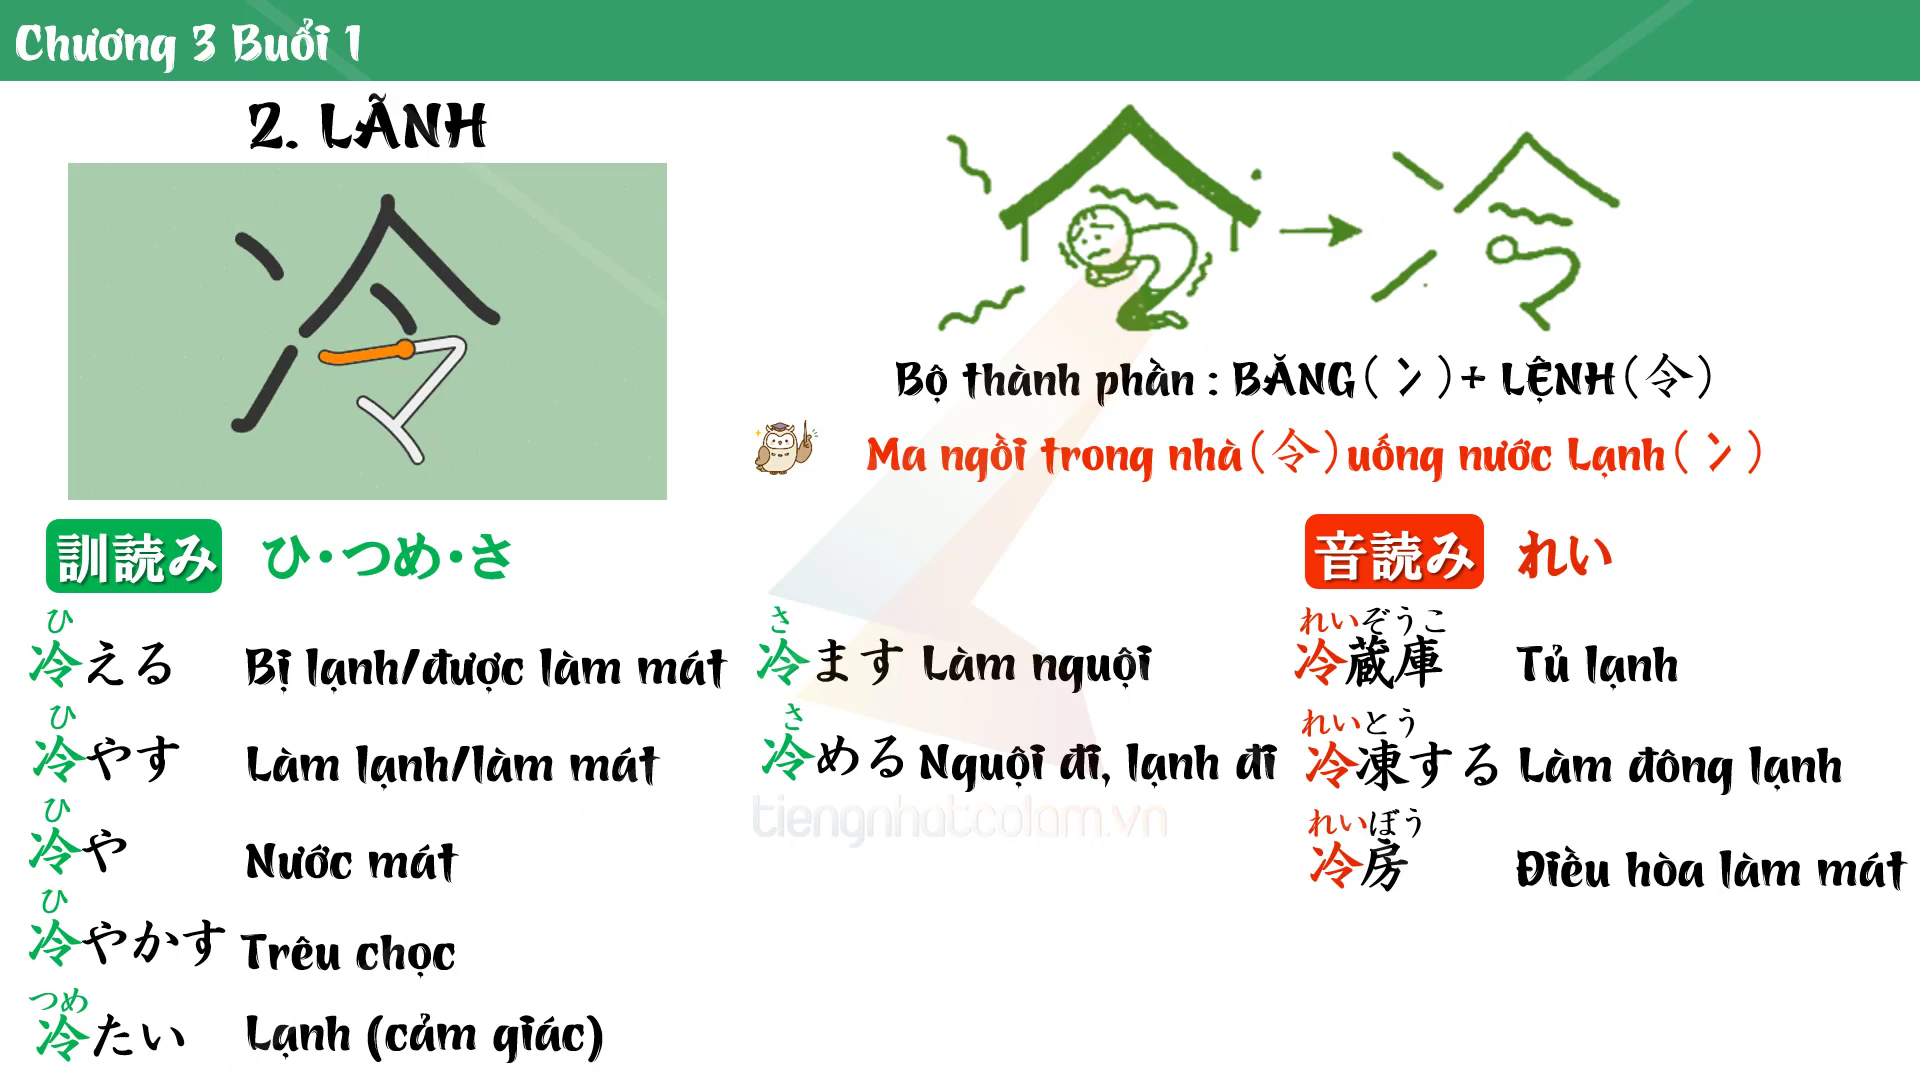 Chương 3 Buổi 1
2. LÃNH
Bộ thành phần : BĂNG(冫)+ LỆNH(令)
Ma ngồi trong nhà(令)uống nước Lạnh(冫)
訓読み ひ・つめ・さ
音読み れい
ひ
冷える Bị lạnh/được làm mát
ひ
冷やす Làm lạnh/làm mát
ひ
冷や Nước mát
ひ
冷やかす Trêu chọc
つめ
冷たい Lạnh (cảm giác)
さ
冷ます Làm nguội
さ
冷める Nguội đi, lạnh đi
れいぞうこ
冷蔵庫 Tủ lạnh
れいとう
冷凍する Làm đông lạnh
れいぼう
冷房 Điều hòa làm mát
tiengnhatcolam.vn